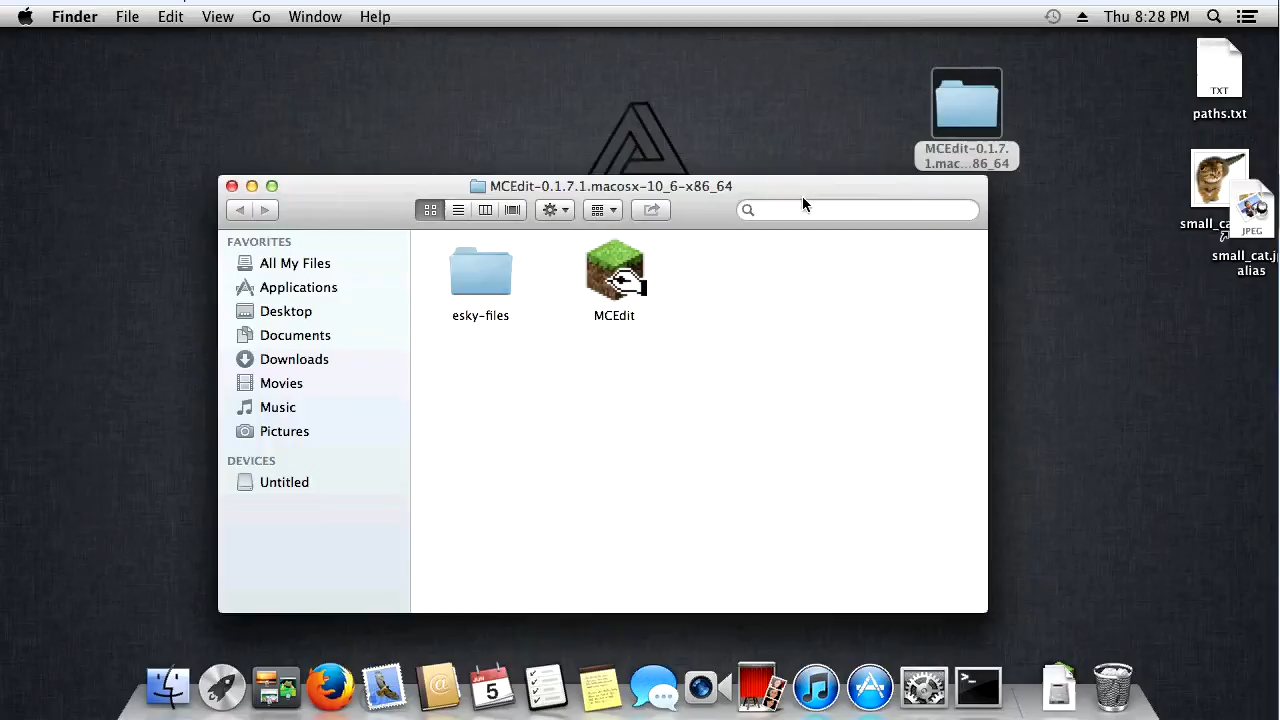 Finder File Edit View Go Window Help
Thu 8:28 PM
TXT
paths.txt
MCEdit-0.1.7.
1.mac...86_64
MCEdit-0.1.7.1.macosx-10_6-x86_64
FAVORITES
All My Files
Applications
Desktop
Documents
Downloads
Movies
Music
Pictures
DEVICES
Untitled
esky-files
MCEdit
small_ca
JPEG
small_cat.j
alias
JUN
5